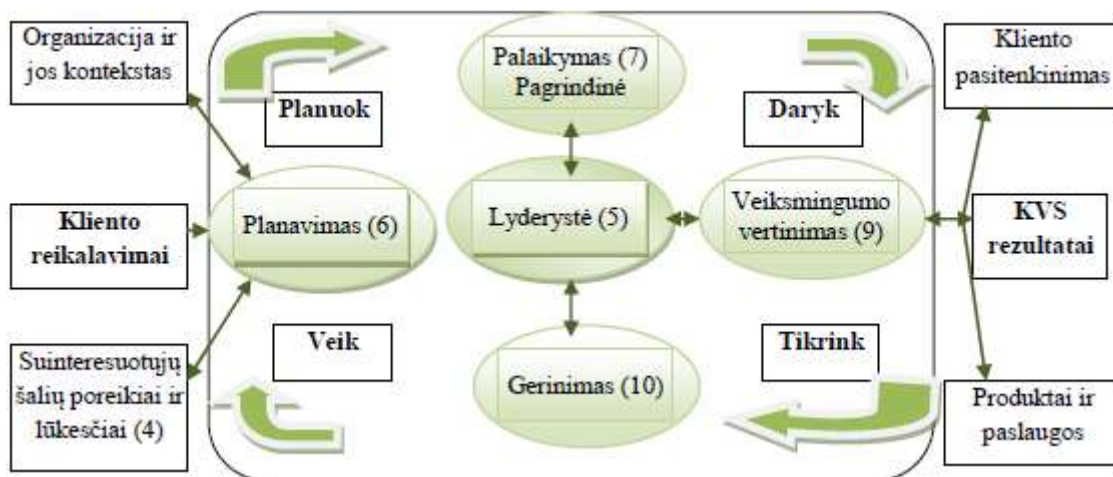 Organizacija ir
jos kontekstas
Kliento
reikalavimai
Suinteresuotųjų
šalių poreikiai ir
lūkesčiai (4)
Planuok
Planavimas (6)
Veik
Palaikymas (7)
Pagrindinė
Lyderystė (5)
Gerinimas (10)
Daryk
Veiksmingumo
vertinimas (9)
Tikrink
Kliento
pasitenkinimas
KVS
rezultatai
Produktai ir
paslaugos